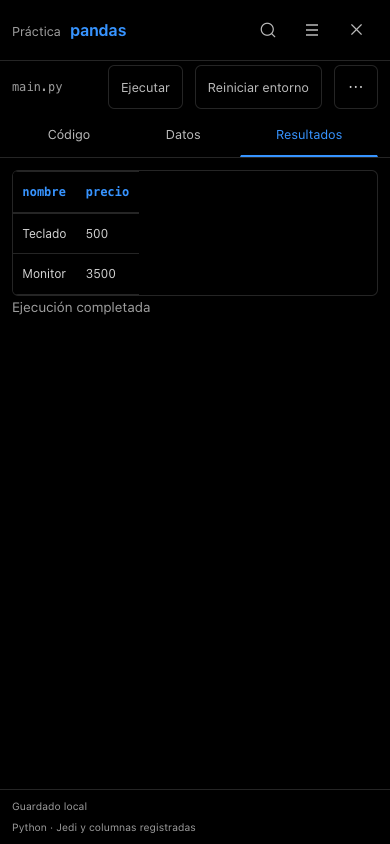 Práctica pandas
main.py Ejecutar Reiniciar entorno ...
Código Datos Resultados
nombre precio
Teclado 500
Monitor 3500
Ejecución completada
Guardado local
Python · Jedi y columnas registradas